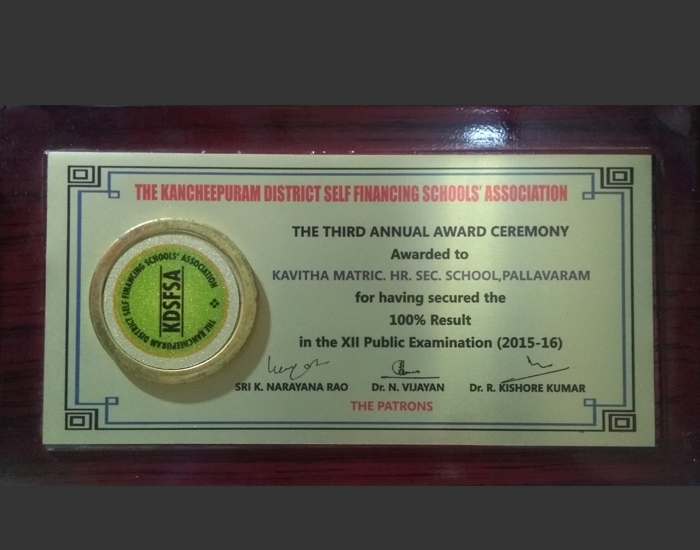 THE KANCHEEPURAM DISTRICT SELF FINANCING SCHOOLS' ASSOCIATION
THE THIRD ANNUAL AWARD CEREMONY
Awarded to
KAVITHA MATRIC. HR. SEC. SCHOOL,PALLAVARAM
for having secured the
100% Result
in the XII Public Examination (2015-16)
THE KANCHEEPURAM DISTRICT SELF FINANCING SCHOOLS' ASSOCIATION
KDSFSA
SRI K. NARAYANA RAO Dr. N. VIJAYAN Dr. R. KISHORE KUMAR
THE PATRONS